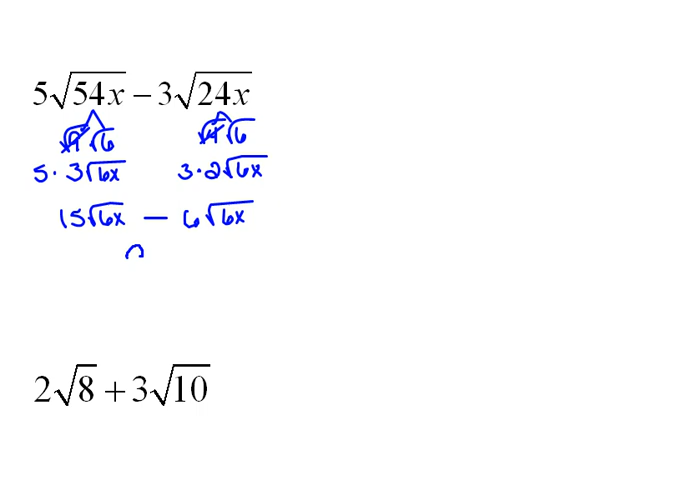 5√54x − 3√24x
√9 √6 √4 √6
5 · 3√6x 3 · 2√6x
15√6x − 6√6x
2√8 + 3√10